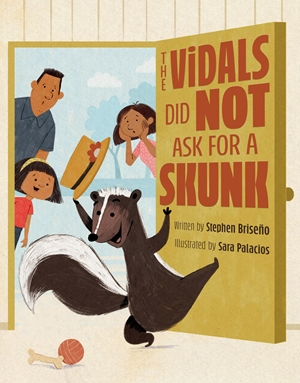 THE
ViDALS
DiD NOT
ASK FOR A
SKUNK
Written by Stephen Briseño
Illustrated by Sara Palacios